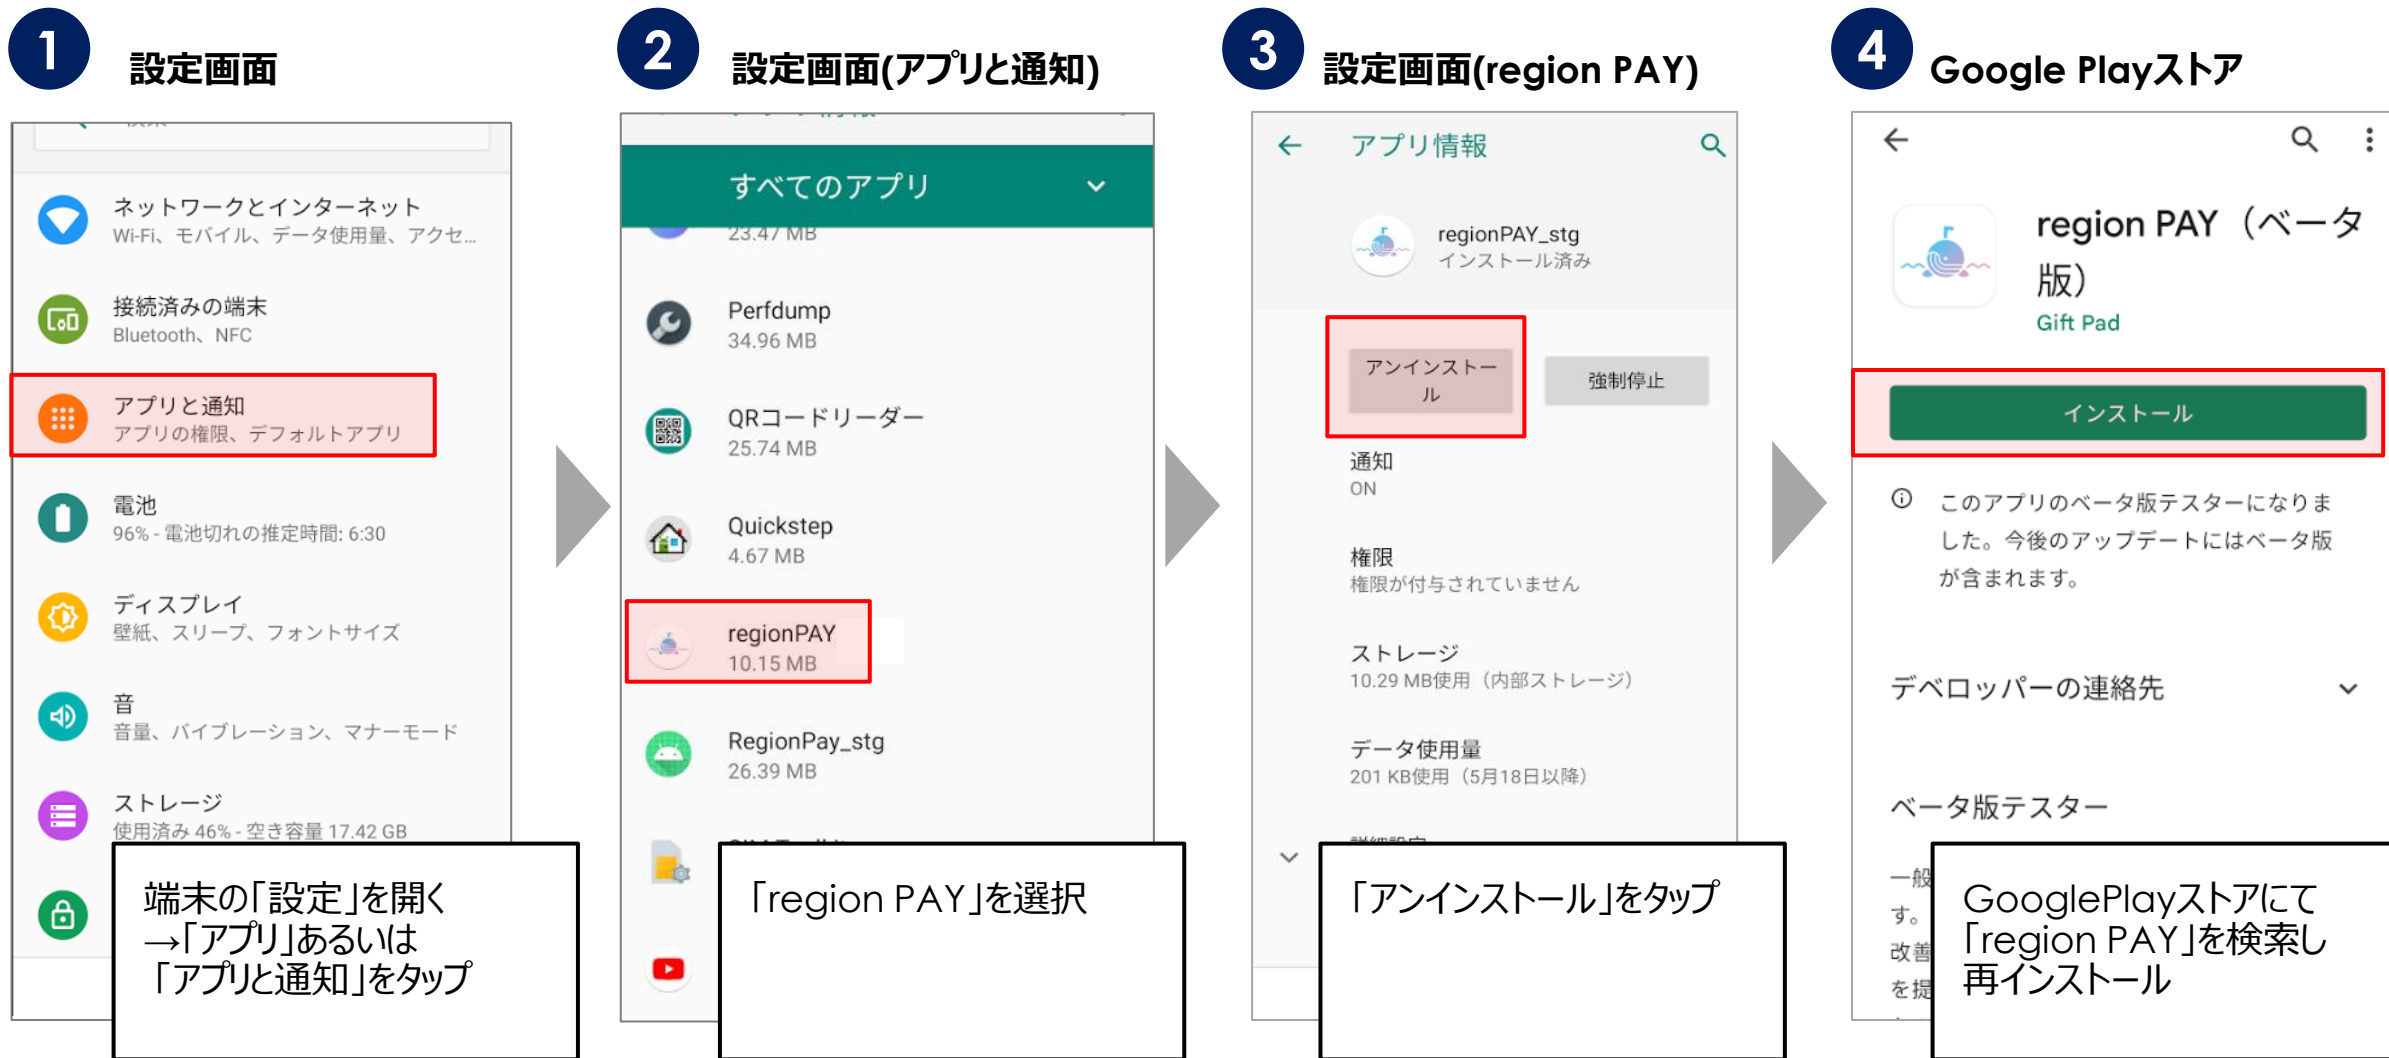 1
設定画面
ネットワークとインターネット
Wi-Fi、モバイル、データ使用量、アクセ...
接続済みの端末
Bluetooth、NFC
アプリと通知
アプリの権限、デフォルトアプリ
電池
96% - 電池切れの推定時間: 6:30
ディスプレイ
壁紙、スリープ、フォントサイズ
音
音量、バイブレーション、マナーモード
ストレージ
使用済み 46% - 空き容量 17.42 GB
端末の「設定」を開く
→「アプリ」あるいは
「アプリと通知」をタップ
2
設定画面(アプリと通知)
すべてのアプリ
23.47 MB
Perfdump
34.96 MB
QRコードリーダー
25.74 MB
Quickstep
4.67 MB
regionPAY
10.15 MB
RegionPay_stg
26.39 MB
「region PAY」を選択
3
設定画面(region PAY)
アプリ情報
regionPAY_stg
インストール済み
アンインストー
ル
強制停止
通知
ON
権限
権限が付与されていません
ストレージ
10.29 MB使用（内部ストレージ）
データ使用量
201 KB使用（5月18日以降）
「アンインストール」をタップ
4
Google Playストア
region PAY（ベータ
版）
Gift Pad
インストール
このアプリのベータ版テスターになりま
した。今後のアップデートにはベータ版
が含まれます。
デベロッパーの連絡先
ベータ版テスター
一般
す。
改善
を提
GooglePlayストアにて
「region PAY」を検索し
再インストール